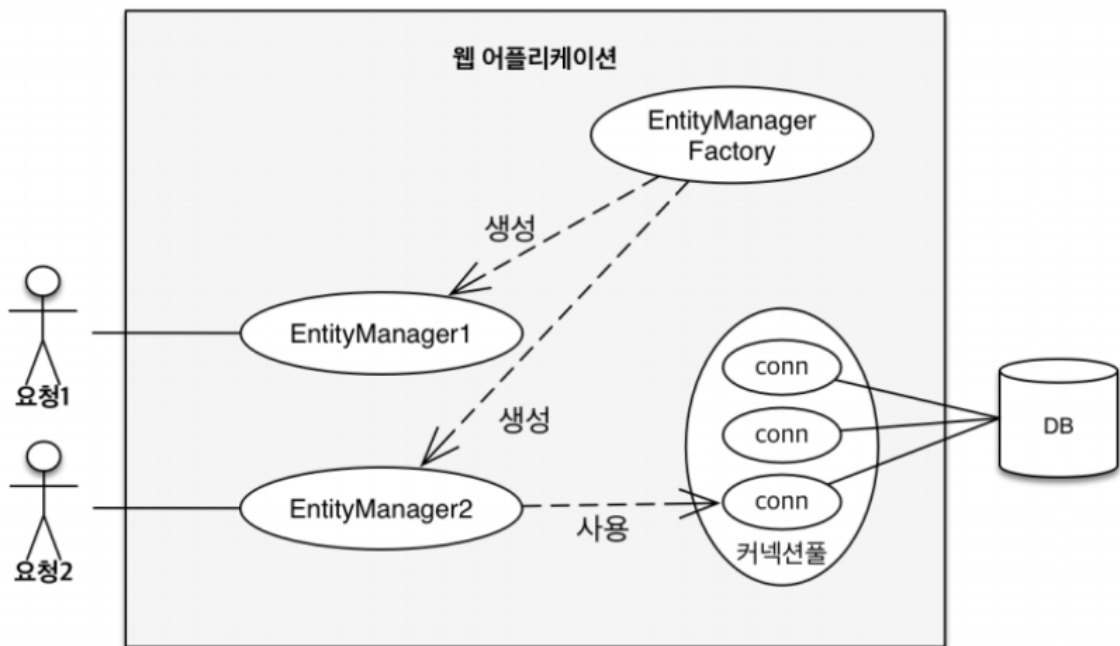 웹 어플리케이션
EntityManager
Factory
생성
EntityManager1
요청1
생성
conn
conn
conn
커넥션풀
DB
EntityManager2
사용
요청2